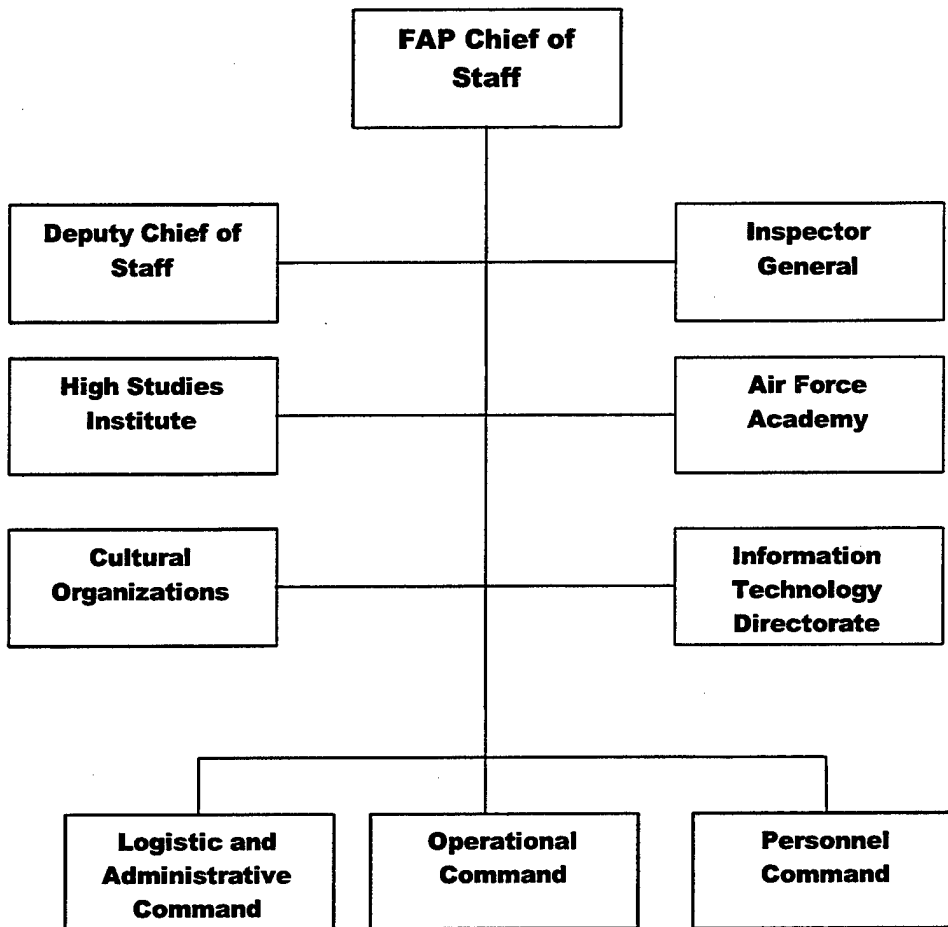 FAP Chief of
Staff
Deputy Chief of
Staff
Inspector
General
High Studies
Institute
Air Force
Academy
Cultural
Organizations
Information
Technology
Directorate
Logistic and
Administrative
Command
Operational
Command
Personnel
Command